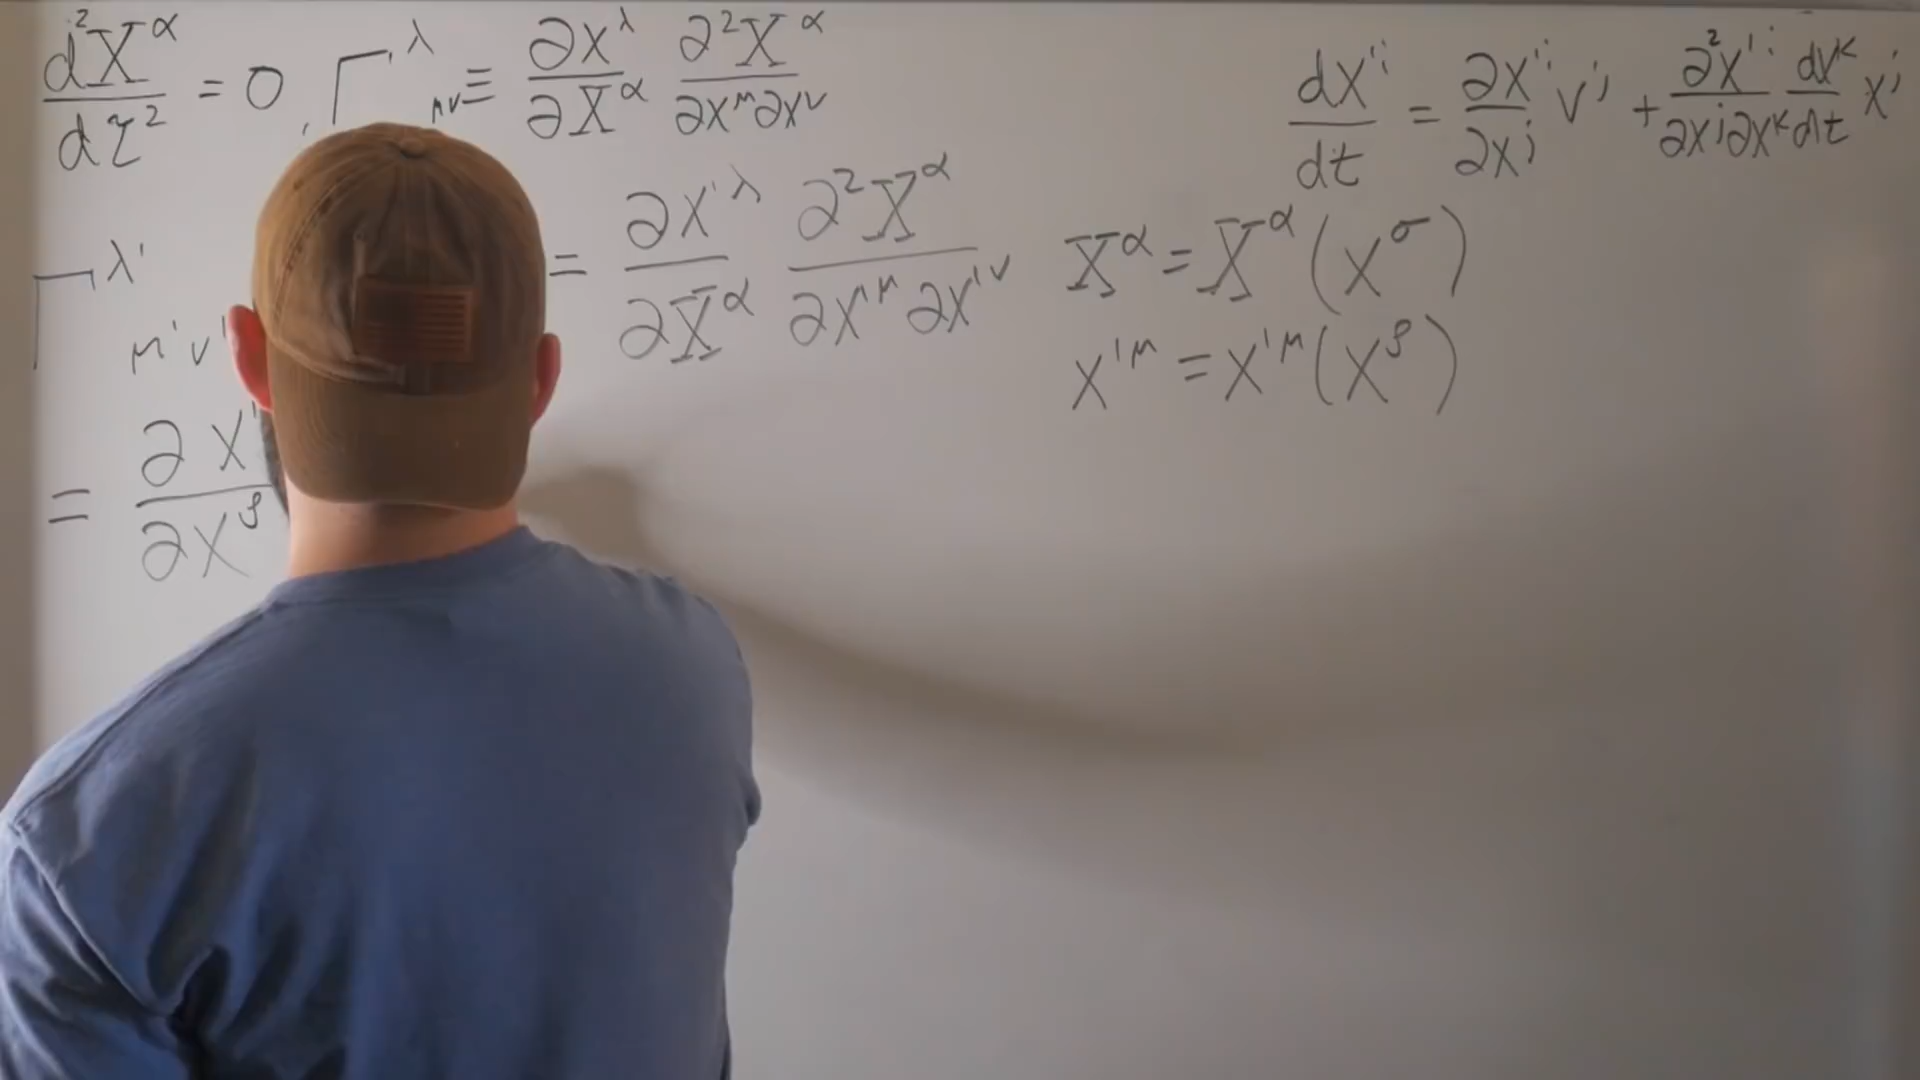 d²X^α/dτ² = 0, Γ^λ_μν ≡ ∂x^λ/∂X^α ∂²X^α/∂x^μ∂x^ν
dx'^i/dt = ∂x'^i/∂x^j v^j + ∂²x'^i/∂x^j∂x^k dx^k/dt x^j
Γ^λ'_μ'ν' = ∂x'^λ/∂X^α ∂²X^α/∂x'^μ∂x'^ν
X^α = X^α(x^σ)
x'^μ = x'^μ(x^ρ)
= ∂x'/∂x^ρ